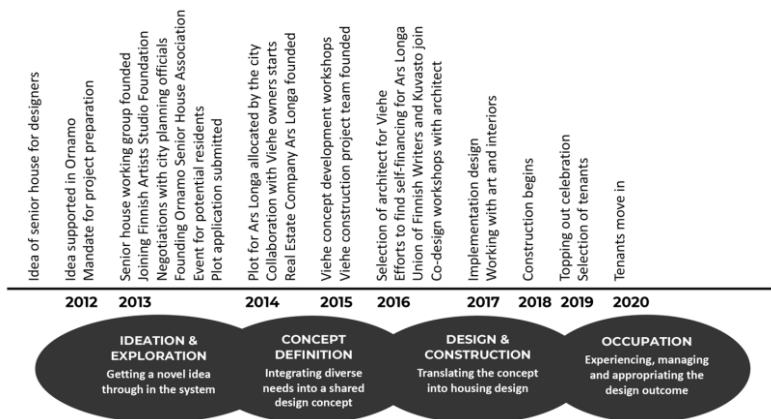 Idea of senior house for designers
Idea supported in Ornamo
Mandate for project preparation
Senior house working group founded
Joining Finnish Artists Studio Foundation
Negotiations with city planning officials
Founding Ornamo Senior House Association
Event for potential residents
Plot application submitted
Plot for Ars Longa allocated by the city
Collaboration with Viehe owners starts
Real Estate Company Ars Longa founded
Viehe concept development workshops
Viehe construction project team founded
Selection of architect for Viehe
Efforts to find self-financing for Ars Longa
Union of Finnish Writers and Kuvasto join
Co-design workshops with architect
Implementation design
Working with art and interiors
Construction begins
Topping out celebration
Selection of tenants
Tenants move in
2012
2013
2014
2015
2016
2017
2018
2019
2020
IDEATION &
EXPLORATION
Getting a novel idea
through in the system
CONCEPT
DEFINITION
Integrating diverse
needs into a shared
design concept
DESIGN &
CONSTRUCTION
Translating the concept
into housing design
OCCUPATION
Experiencing, managing
and appropriating the
design outcome